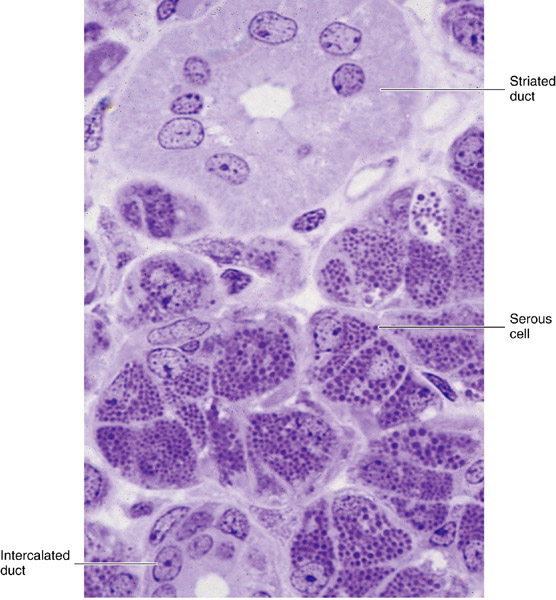 Striated
duct
Serous
cell
Intercalated
duct